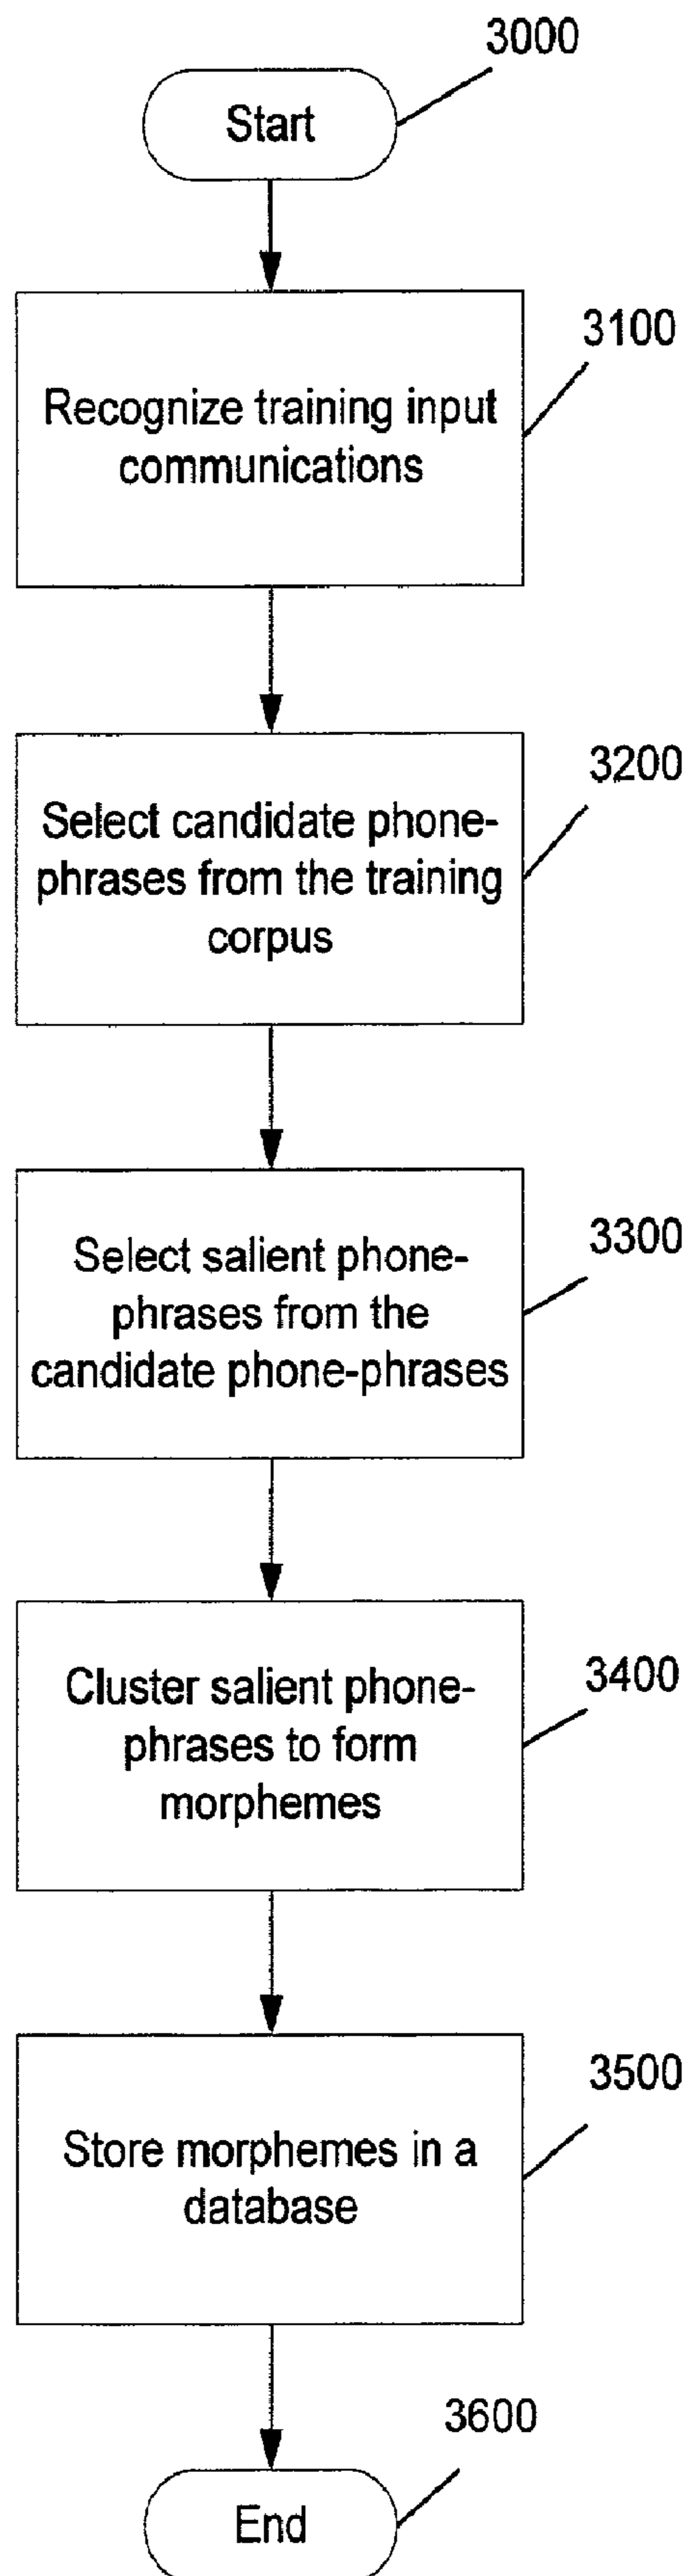 3000
Start
3100
Recognize training input
communications
3200
Select candidate phone-
phrases from the training
corpus
3300
Select salient phone-
phrases from the
candidate phone-phrases
3400
Cluster salient phone-
phrases to form
morphemes
3500
Store morphemes in a
database
3600
End